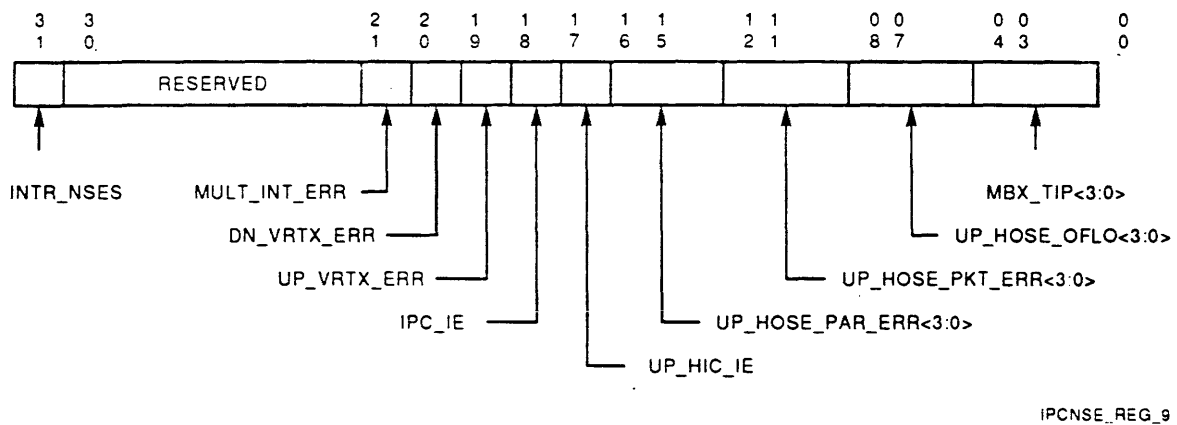 3 3 2 2 1 1 1 1 1 1 1 0 0 0 0 0
1 0 1 0 9 8 7 6 5 2 1 8 7 4 3 0
RESERVED
INTR_NSES
MULT_INT_ERR
MBX_TIP<3:0>
DN_VRTX_ERR
UP_HOSE_OFLO<3:0>
UP_VRTX_ERR
UP_HOSE_PKT_ERR<3:0>
IPC_IE
UP_HOSE_PAR_ERR<3:0>
UP_HIC_IE
IPCNSE_REG_9